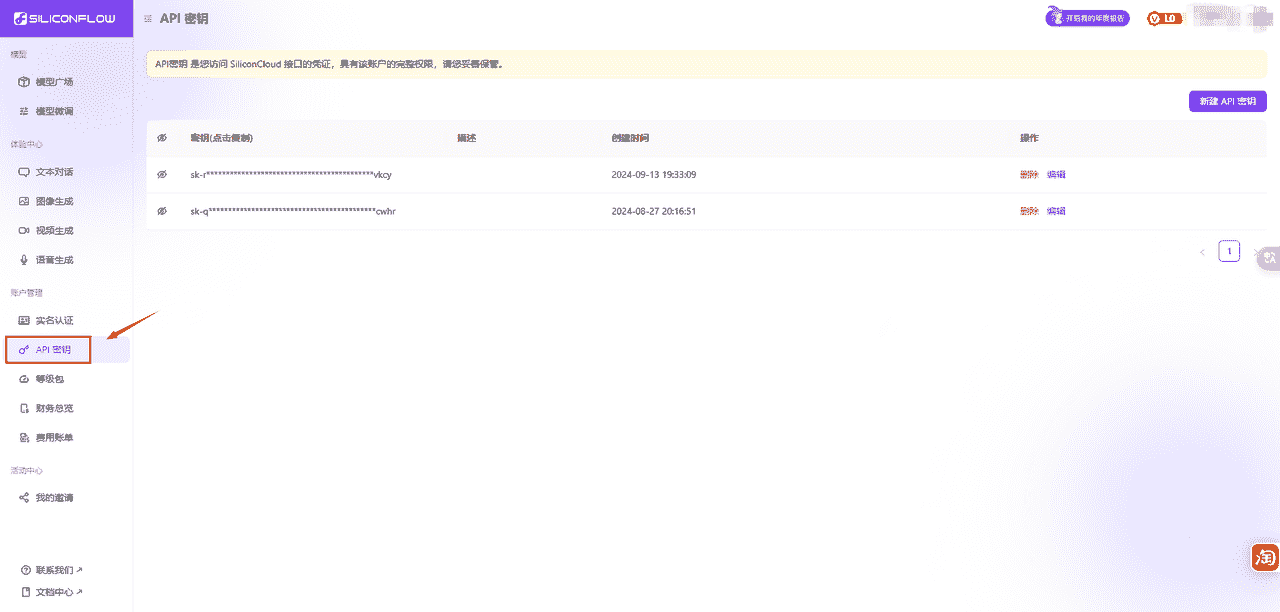 SILICONFLOW
API 密钥
开启我的年度报告
L0
模型
模型广场
模型微调
体验中心
文本对话
图像生成
视频生成
语音生成
账户管理
实名认证
API 密钥
等级包
财务总览
费用账单
活动中心
我的邀请
联系我们
文档中心
API密钥 是您访问 SiliconCloud 接口的凭证，具有该账户的完整权限，请您妥善保管。
新建 API 密钥
密钥(点击复制) 描述 创建时间 操作
sk-r******************************************vkcy 2024-09-13 19:33:09 删除 编辑
sk-q******************************************cwhr 2024-08-27 20:16:51 删除 编辑
1
淘